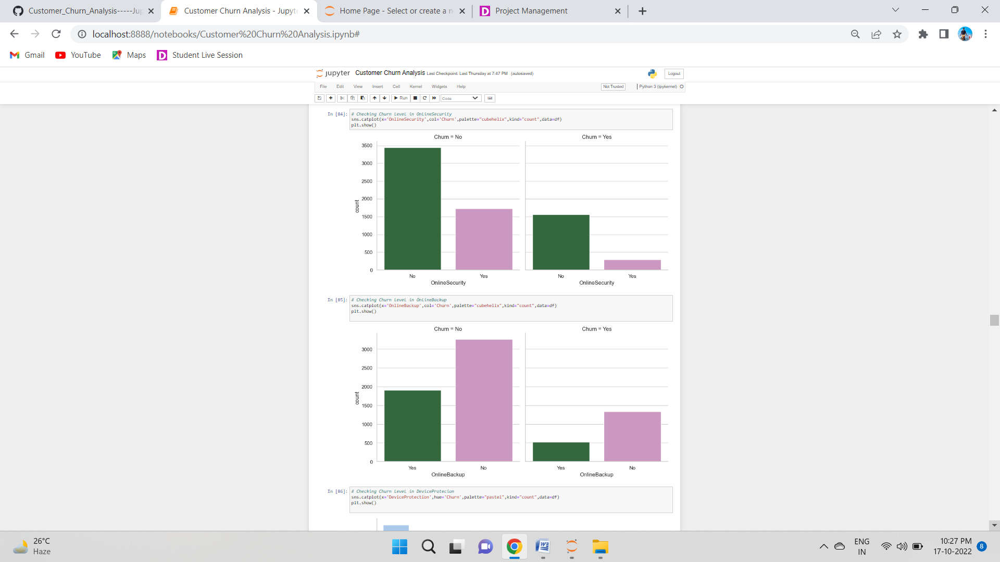 Customer_Churn_Analysis-----Jup
Customer Churn Analysis - Jupyte
Home Page - Select or create a n
D Project Management
localhost:8888/notebooks/Customer%20Churn%20Analysis.ipynb#
Gmail YouTube Maps D Student Live Session
jupyter Customer Churn Analysis Last Checkpoint: Last Thursday at 7:47 PM (autosaved) Logout
File Edit View Insert Cell Kernel Widgets Help Not Trusted Python 3 (ipykernel)
Run Code
In [84]: # Checking Churn Level in OnlineSecurity
sns.catplot(x='OnlineSecurity',col='Churn',palette="cubehelix",kind="count",data=df)
plt.show()
Churn = No Churn = Yes
3500
3000
2500
2000
1500
1000
500
0
count
No Yes No Yes
OnlineSecurity OnlineSecurity
In [85]: # Checking Churn Level in OnlineBackup
sns.catplot(x='OnlineBackup',col='Churn',palette="cubehelix",kind="count",data=df)
plt.show()
Churn = No Churn = Yes
3000
2500
2000
1500
1000
500
0
count
Yes No Yes No
OnlineBackup OnlineBackup
In [86]: # Checking Churn Level in DeviceProtecion
sns.catplot(x='DeviceProtection',hue='Churn',palette="pastel",kind="count",data=df)
plt.show()
26°C
Haze
W
ENG
IN
10:27 PM
17-10-2022
8